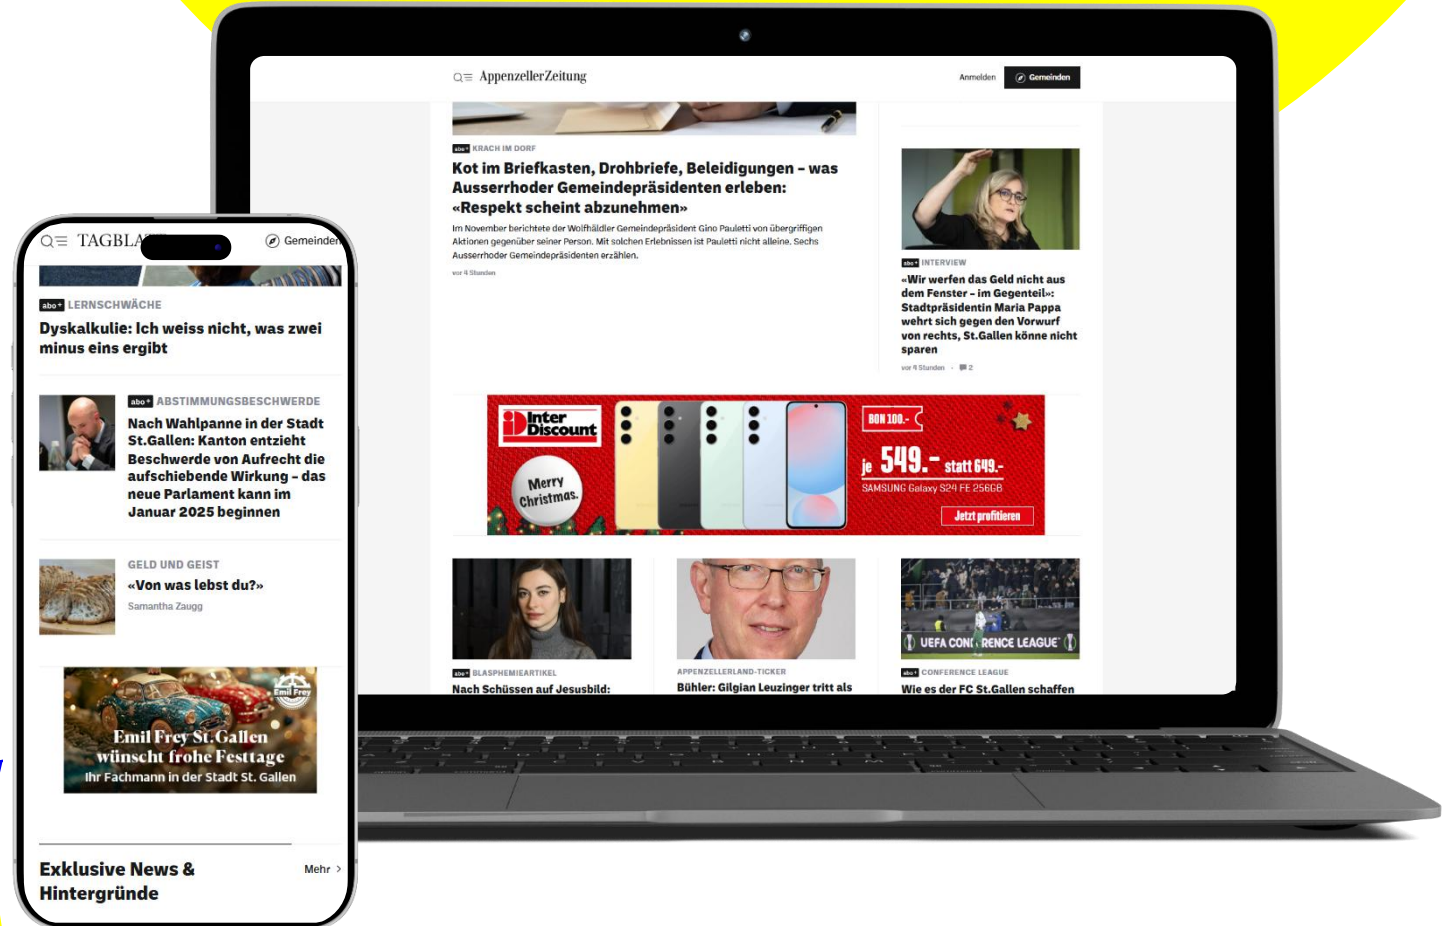 AppenzellerZeitung
Anmelden
Gemeinden
abo+ KRACH IM DORF
Kot im Briefkasten, Drohbriefe, Beleidigungen – was
Ausserrhoder Gemeindepräsidenten erleben:
«Respekt scheint abzunehmen»
Im November berichtete der Wolfhäldler Gemeindepräsident Gino Pauletti von übergriffigen
Aktionen gegenüber seiner Person. Mit solchen Erlebnissen ist Pauletti nicht alleine. Sechs
Ausserrhoder Gemeindepräsidenten erzählen.
vor 4 Stunden
abo+ INTERVIEW
«Wir werfen das Geld nicht aus
dem Fenster – im Gegenteil»:
Stadtpräsidentin Maria Pappa
wehrt sich gegen den Vorwurf
von rechts, St.Gallen könne nicht
sparen
vor 4 Stunden
2
iD Inter
Discount
Merry
Christmas.
BON 100.-
je 549.- statt 649.-
SAMSUNG Galaxy S24 FE 256GB
Jetzt profitieren
UEFA CONFERENCE LEAGUE
abo+ BLASPHEMIEARTIKEL
Nach Schüssen auf Jesusbild:
APPENZELLERLAND-TICKER
Bühler: Gilgian Leuzinger tritt als
abo+ CONFERENCE LEAGUE
Wie es der FC St.Gallen schaffen
TAGBLA
Gemeinden
abo+ LERNSCHWÄCHE
Dyskalkulie: Ich weiss nicht, was zwei
minus eins ergibt
abo+ ABSTIMMUNGSBESCHWERDE
Nach Wahlpanne in der Stadt
St.Gallen: Kanton entzieht
Beschwerde von Aufrecht die
aufschiebende Wirkung – das
neue Parlament kann im
Januar 2025 beginnen
GELD UND GEIST
«Von was lebst du?»
Samantha Zaugg
Emil Frey
Emil Frey St.Gallen
wünscht frohe Festtage
Ihr Fachmann in der Stadt St. Gallen
Exklusive News &
Hintergründe
Mehr >